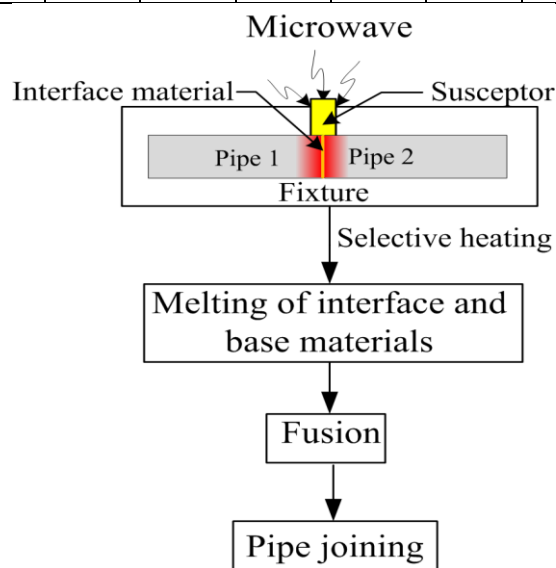 Microwave
Interface material
Susceptor
Pipe 1
Pipe 2
Fixture
Selective heating
Melting of interface and
base materials
Fusion
Pipe joining